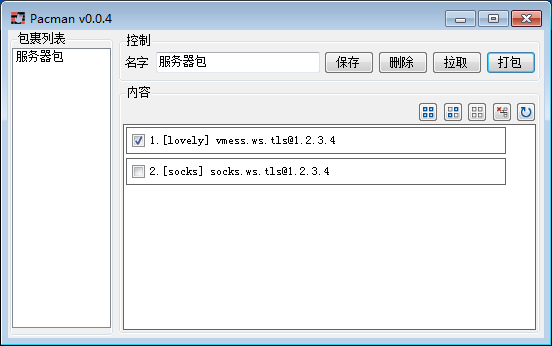 Pacman v0.0.4
包裹列表
服务器包
控制
名字 服务器包 保存 删除 拉取 打包
内容
1.[lovely] vmess.ws.tls@1.2.3.4
2.[socks] socks.ws.tls@1.2.3.4